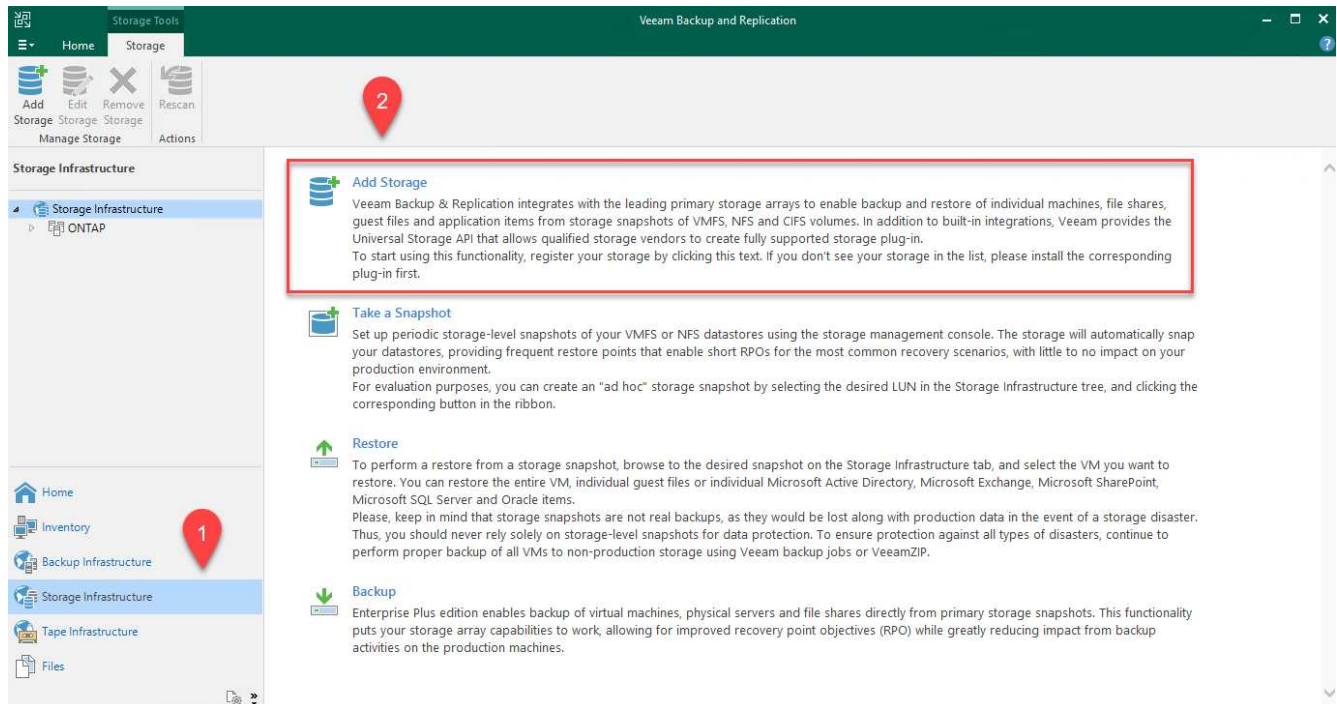 Storage Tools
Veeam Backup and Replication
Home Storage
Add Storage
Edit Storage
Remove Storage
Rescan
Manage Storage
Actions
2
Storage Infrastructure
Storage Infrastructure
ONTAP
Add Storage
Veeam Backup & Replication integrates with the leading primary storage arrays to enable backup and restore of individual machines, file shares,
guest files and application items from storage snapshots of VMFS, NFS and CIFS volumes. In addition to built-in integrations, Veeam provides the
Universal Storage API that allows qualified storage vendors to create fully supported storage plug-in.
To start using this functionality, register your storage by clicking this text. If you don't see your storage in the list, please install the corresponding
plug-in first.
Take a Snapshot
Set up periodic storage-level snapshots of your VMFS or NFS datastores using the storage management console. The storage will automatically snap
your datastores, providing frequent restore points that enable short RPOs for the most common recovery scenarios, with little to no impact on your
production environment.
For evaluation purposes, you can create an "ad hoc" storage snapshot by selecting the desired LUN in the Storage Infrastructure tree, and clicking the
corresponding button in the ribbon.
Restore
To perform a restore from a storage snapshot, browse to the desired snapshot on the Storage Infrastructure tab, and select the VM you want to
restore. You can restore the entire VM, individual guest files or individual Microsoft Active Directory, Microsoft Exchange, Microsoft SharePoint,
Microsoft SQL Server and Oracle items.
Please, keep in mind that storage snapshots are not real backups, as they would be lost along with production data in the event of a storage disaster.
Thus, you should never rely solely on storage-level snapshots for data protection. To ensure protection against all types of disasters, continue to
perform proper backup of all VMs to non-production storage using Veeam backup jobs or VeeamZIP.
Backup
Enterprise Plus edition enables backup of virtual machines, physical servers and file shares directly from primary storage snapshots. This functionality
puts your storage array capabilities to work, allowing for improved recovery point objectives (RPO) while greatly reducing impact from backup
activities on the production machines.
Home
Inventory
1
Backup Infrastructure
Storage Infrastructure
Tape Infrastructure
Files